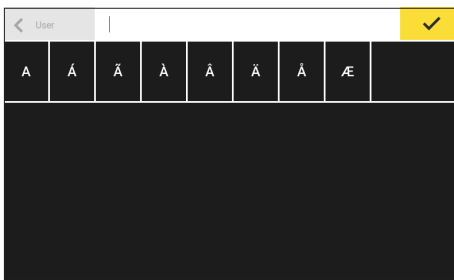 User
A Á Ã À Â Ä Å Æ